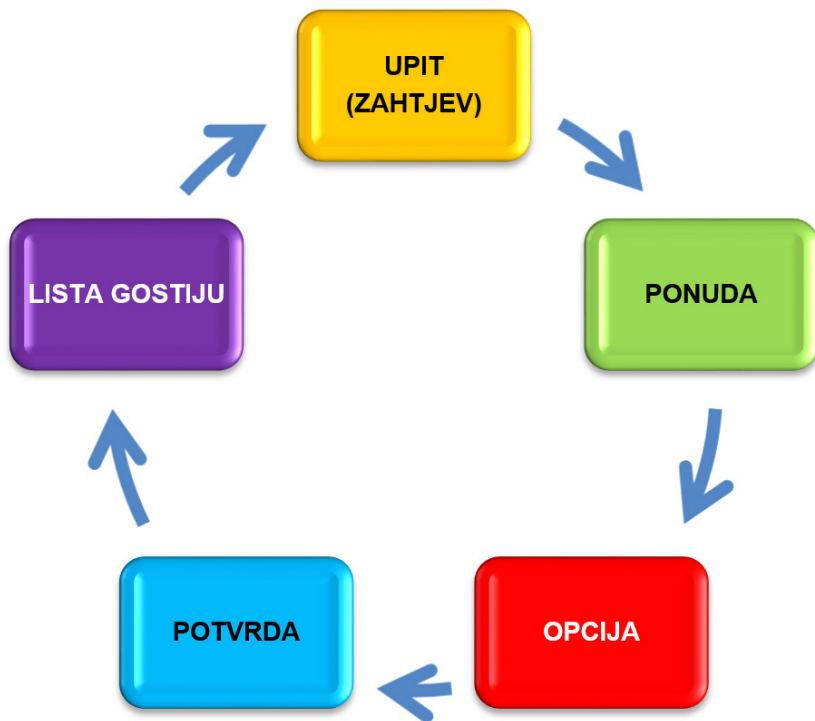 UPIT
(ZAHTJEV)
PONUDA
OPCIJA
POTVRDA
LISTA GOSTIJU